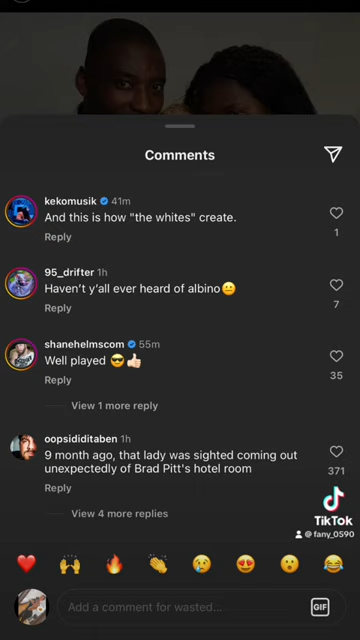 Comments
kekomusik 41m
And this is how "the whites" create.
1
Reply
95_drifter 1h
Haven't y'all ever heard of albino😐
7
Reply
shanehelmscom 55m
Well played 😎👍🏻
35
Reply
View 1 more reply
oopsididitaben 1h
9 month ago, that lady was sighted coming out
unexpectedly of Brad Pitt's hotel room
371
Reply
View 4 more replies
TikTok
@fany_0590
❤️ 🙌 🔥 👏 😢 😍 😮 😂
Add a comment for wasted...
GIF